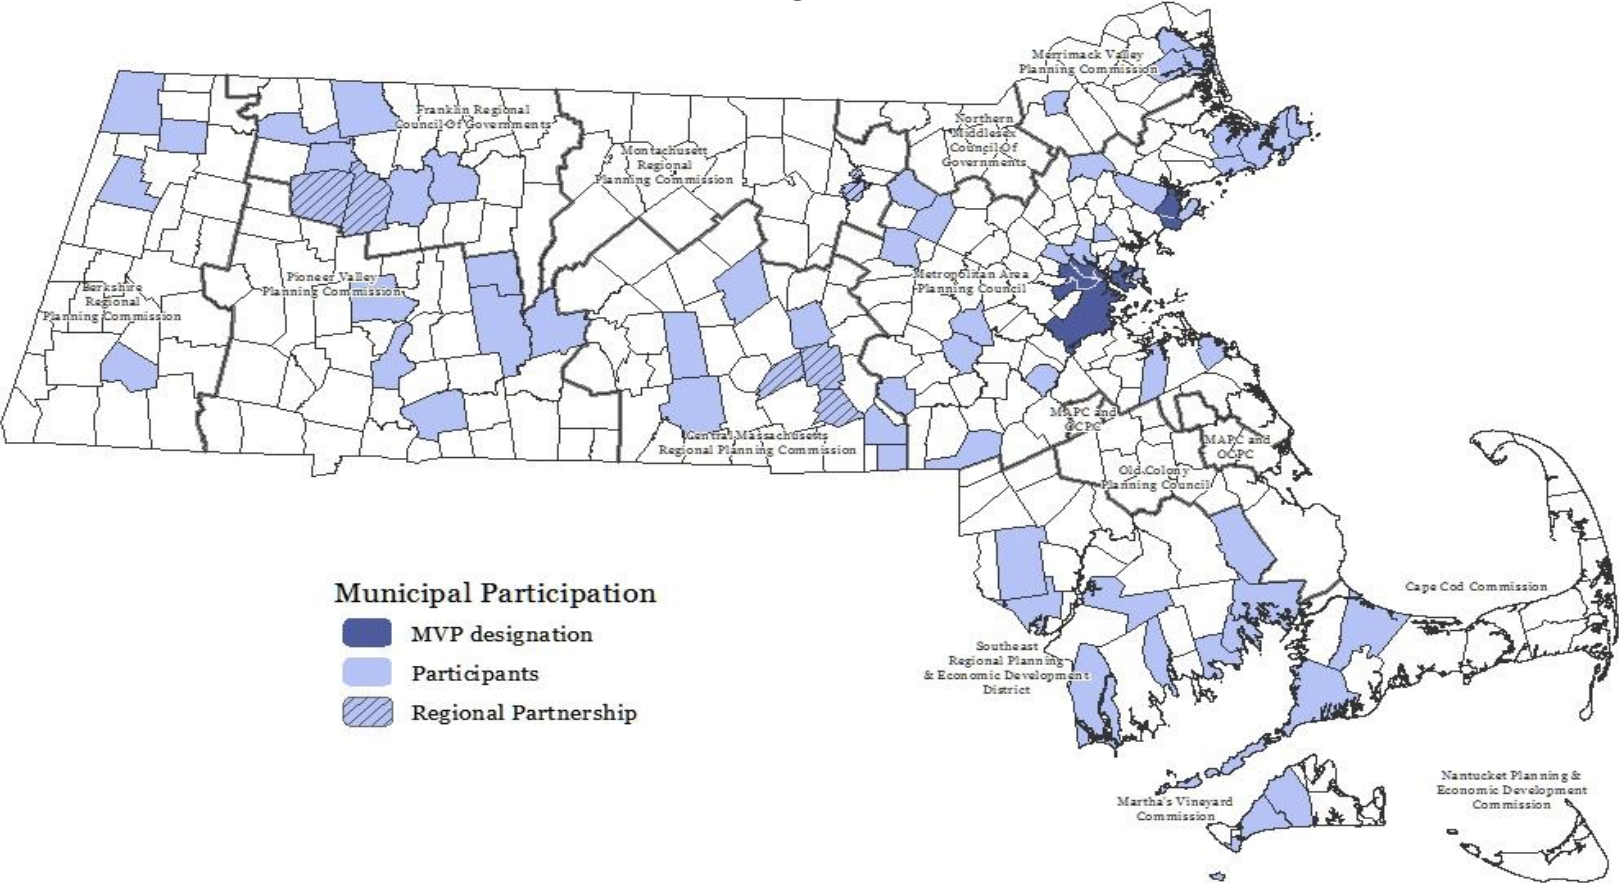 Merrimack Valley
Planning Commission
Franklin Regional
Council Of Governments
Northern
Middlesex
Council Of
Governments
Montachusett
Regional
Planning Commission
Metropolitan Area
Planning Council
Pioneer Valley
Planning Commission
Berkshire
Regional
Planning Commission
MAPC and
OCPC
MAPC and
OCPC
Central Massachusetts
Regional Planning Commission
Old Colony
Planning Council
Cape Cod Commission
Municipal Participation
MVP designation
Participants
Regional Partnership
Southeast
Regional Planning
& Economic Development
District
Martha's Vineyard
Commission
Nantucket Planning &
Economic Development
Commission